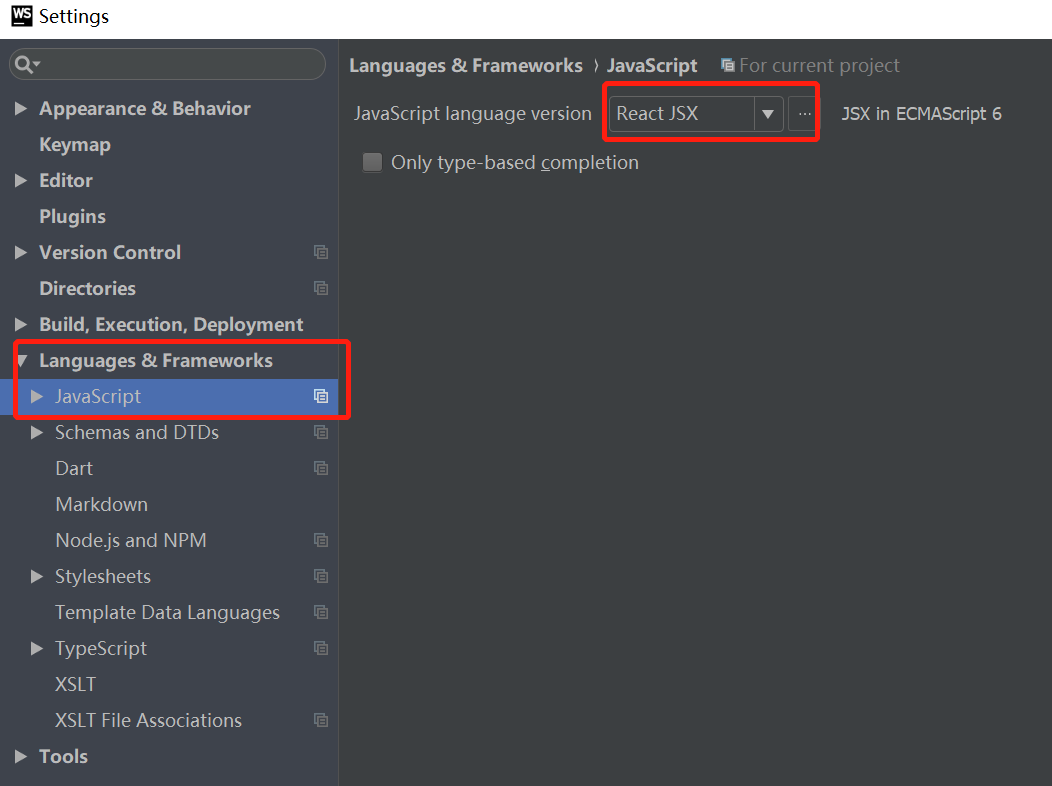 WS Settings
Languages & Frameworks › JavaScript For current project
JavaScript language version React JSX ... JSX in ECMAScript 6
Only type-based completion
Appearance & Behavior
Keymap
Editor
Plugins
Version Control
Directories
Build, Execution, Deployment
Languages & Frameworks
JavaScript
Schemas and DTDs
Dart
Markdown
Node.js and NPM
Stylesheets
Template Data Languages
TypeScript
XSLT
XSLT File Associations
Tools